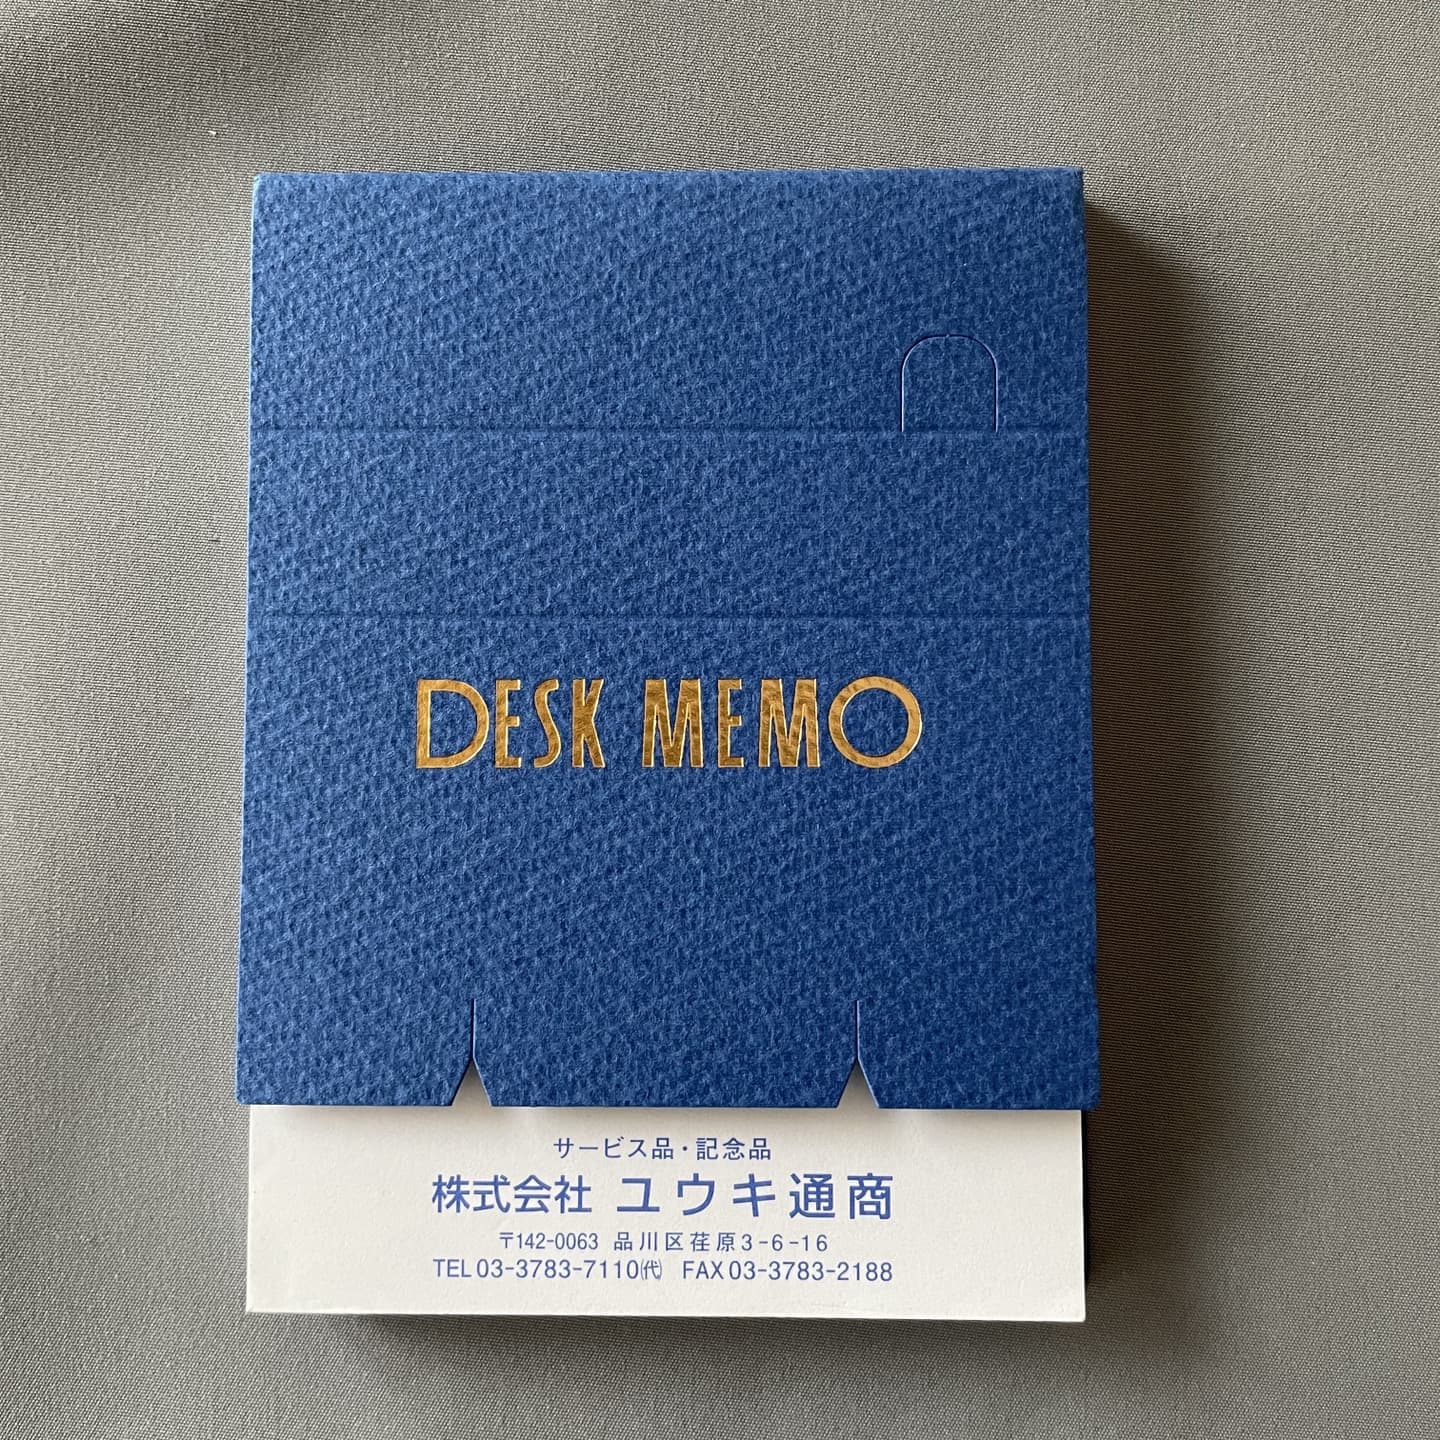 DESK MEMO
サービス品・記念品
株式会社 ユウキ通商
〒142-0063 品川区荏原3-6-16
TEL 03-3783-7110㈹ FAX 03-3783-2188